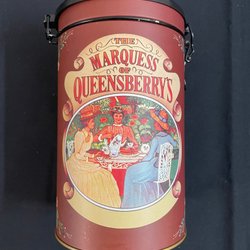 THE
MARQUESS
OF
QUEENSBERRY'S